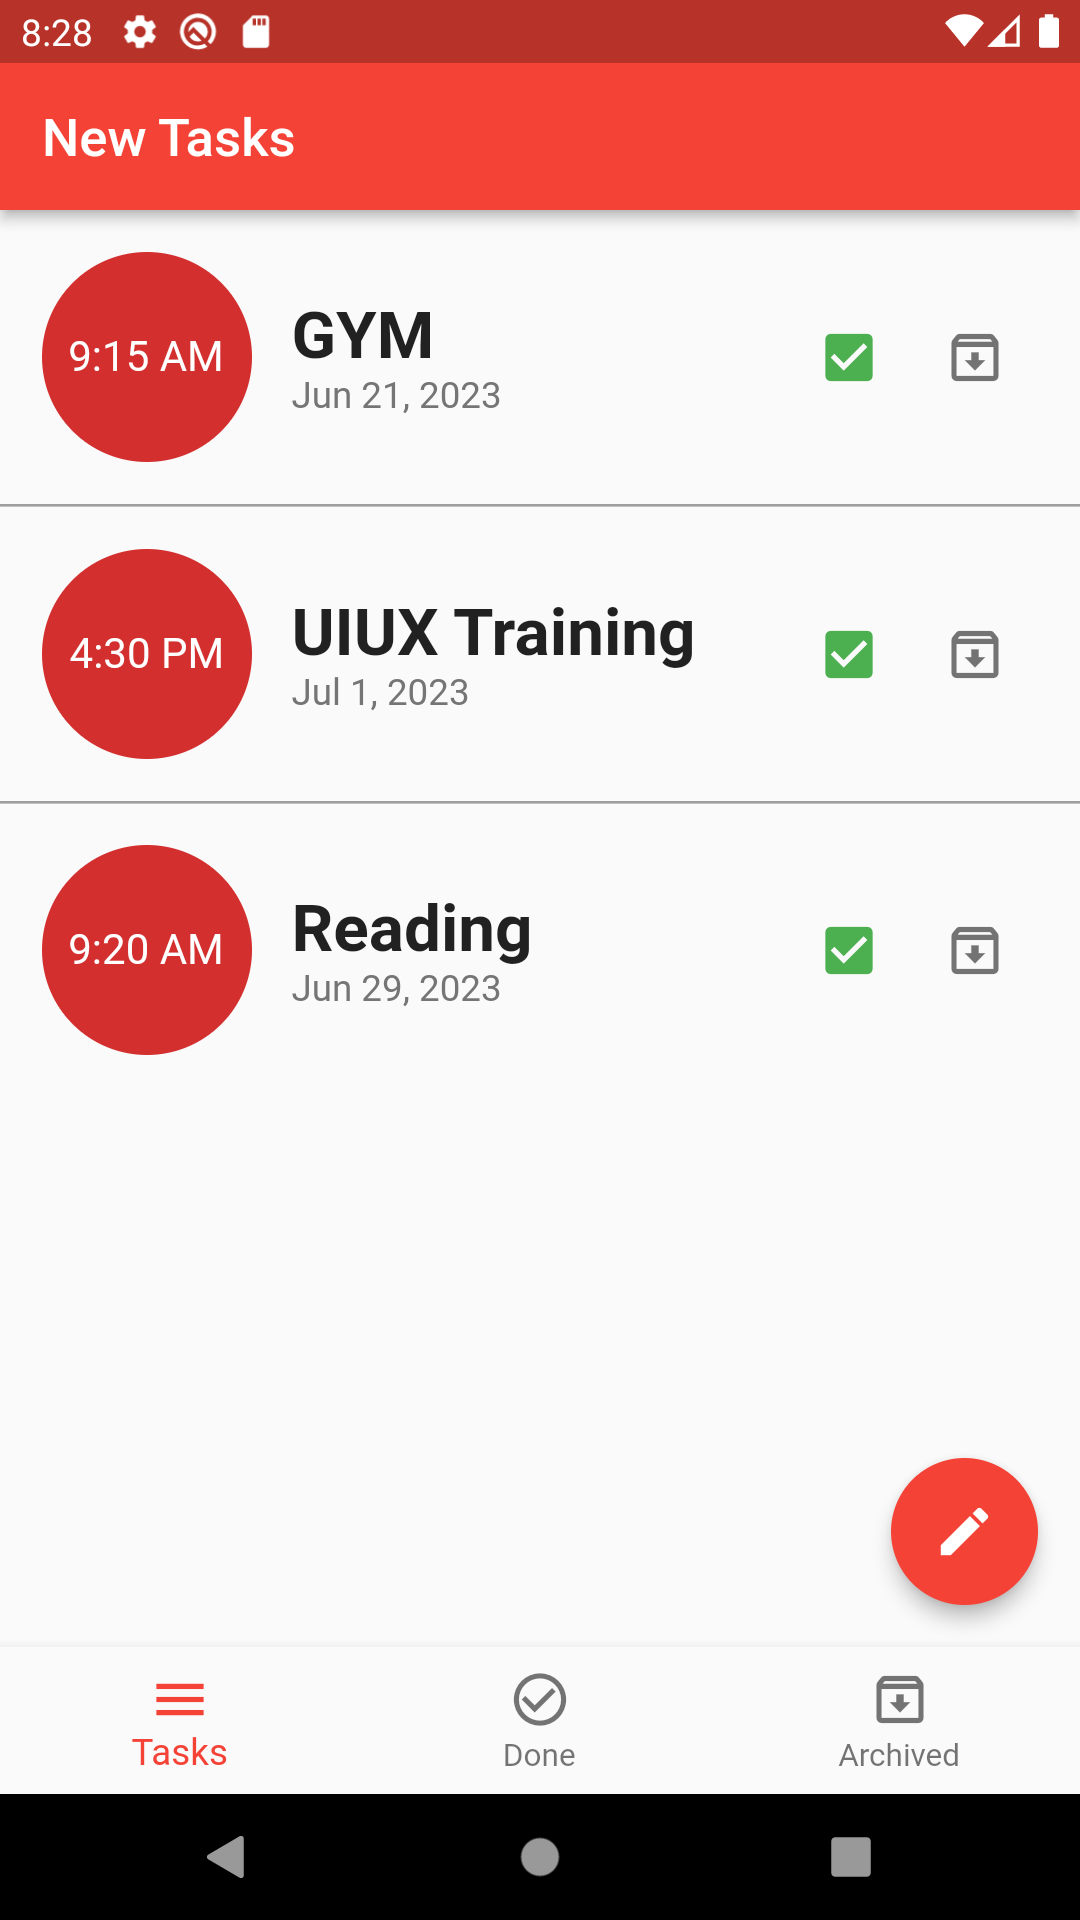 8:28
New Tasks
9:15 AM
GYM
Jun 21, 2023
4:30 PM
UIUX Training
Jul 1, 2023
9:20 AM
Reading
Jun 29, 2023
Tasks
Done
Archived